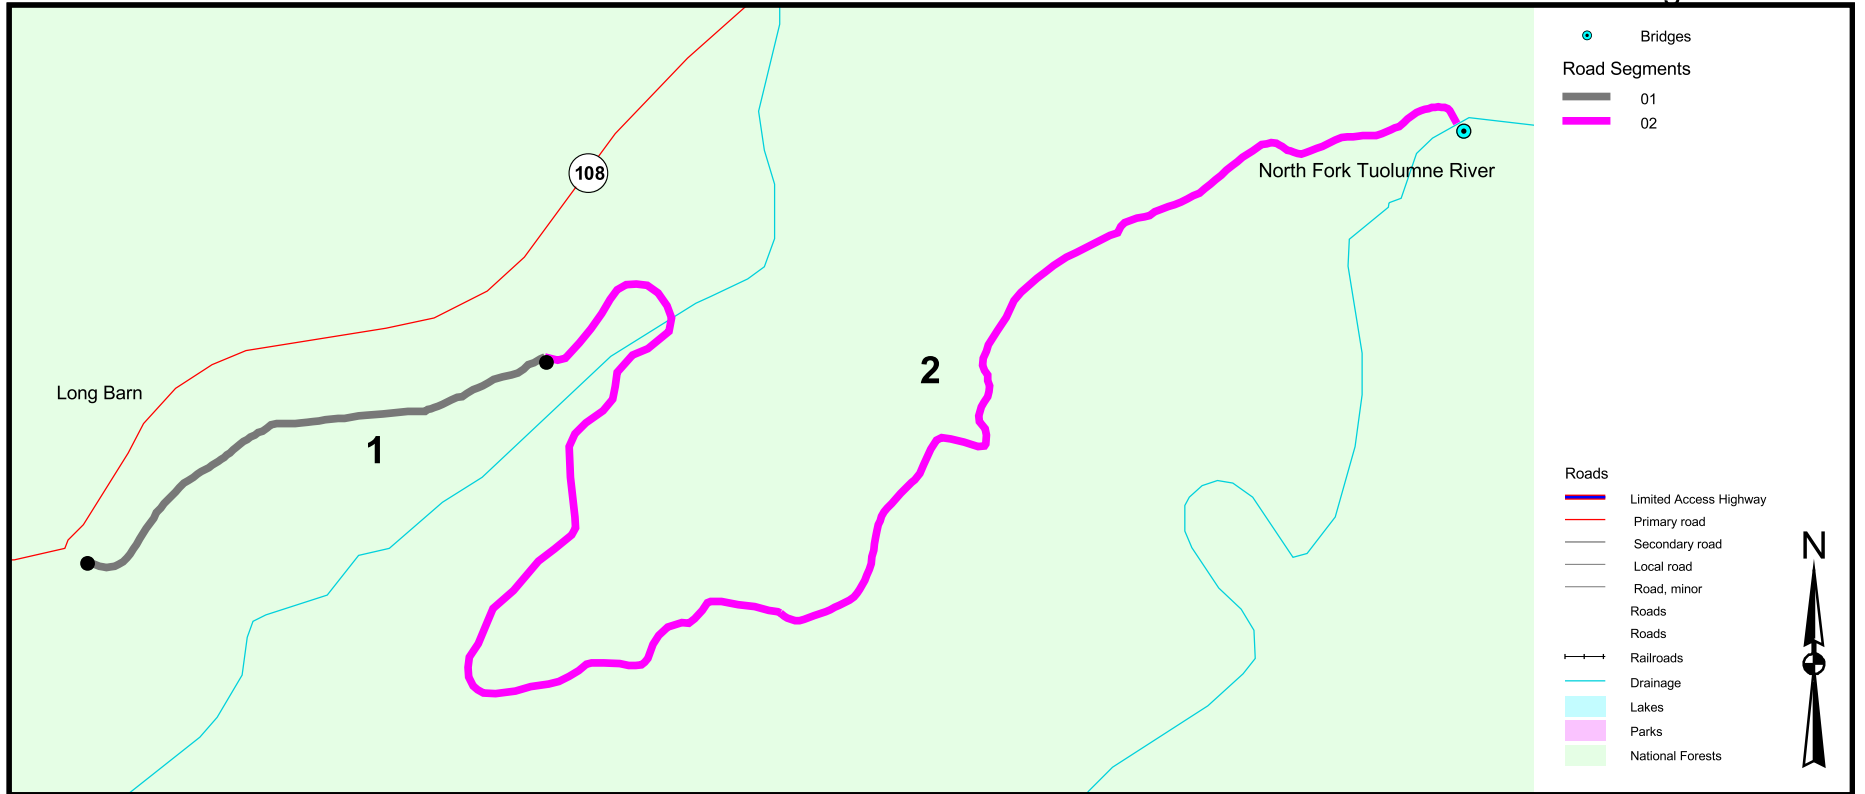 Bridges
Road Segments
01
02
108
North Fork Tuolumne River
2
Long Barn
1
Roads
Limited Access Highway
Primary road
Secondary road
Local road
Road, minor
Roads
Roads
Railroads
Drainage
Lakes
Parks
National Forests
N